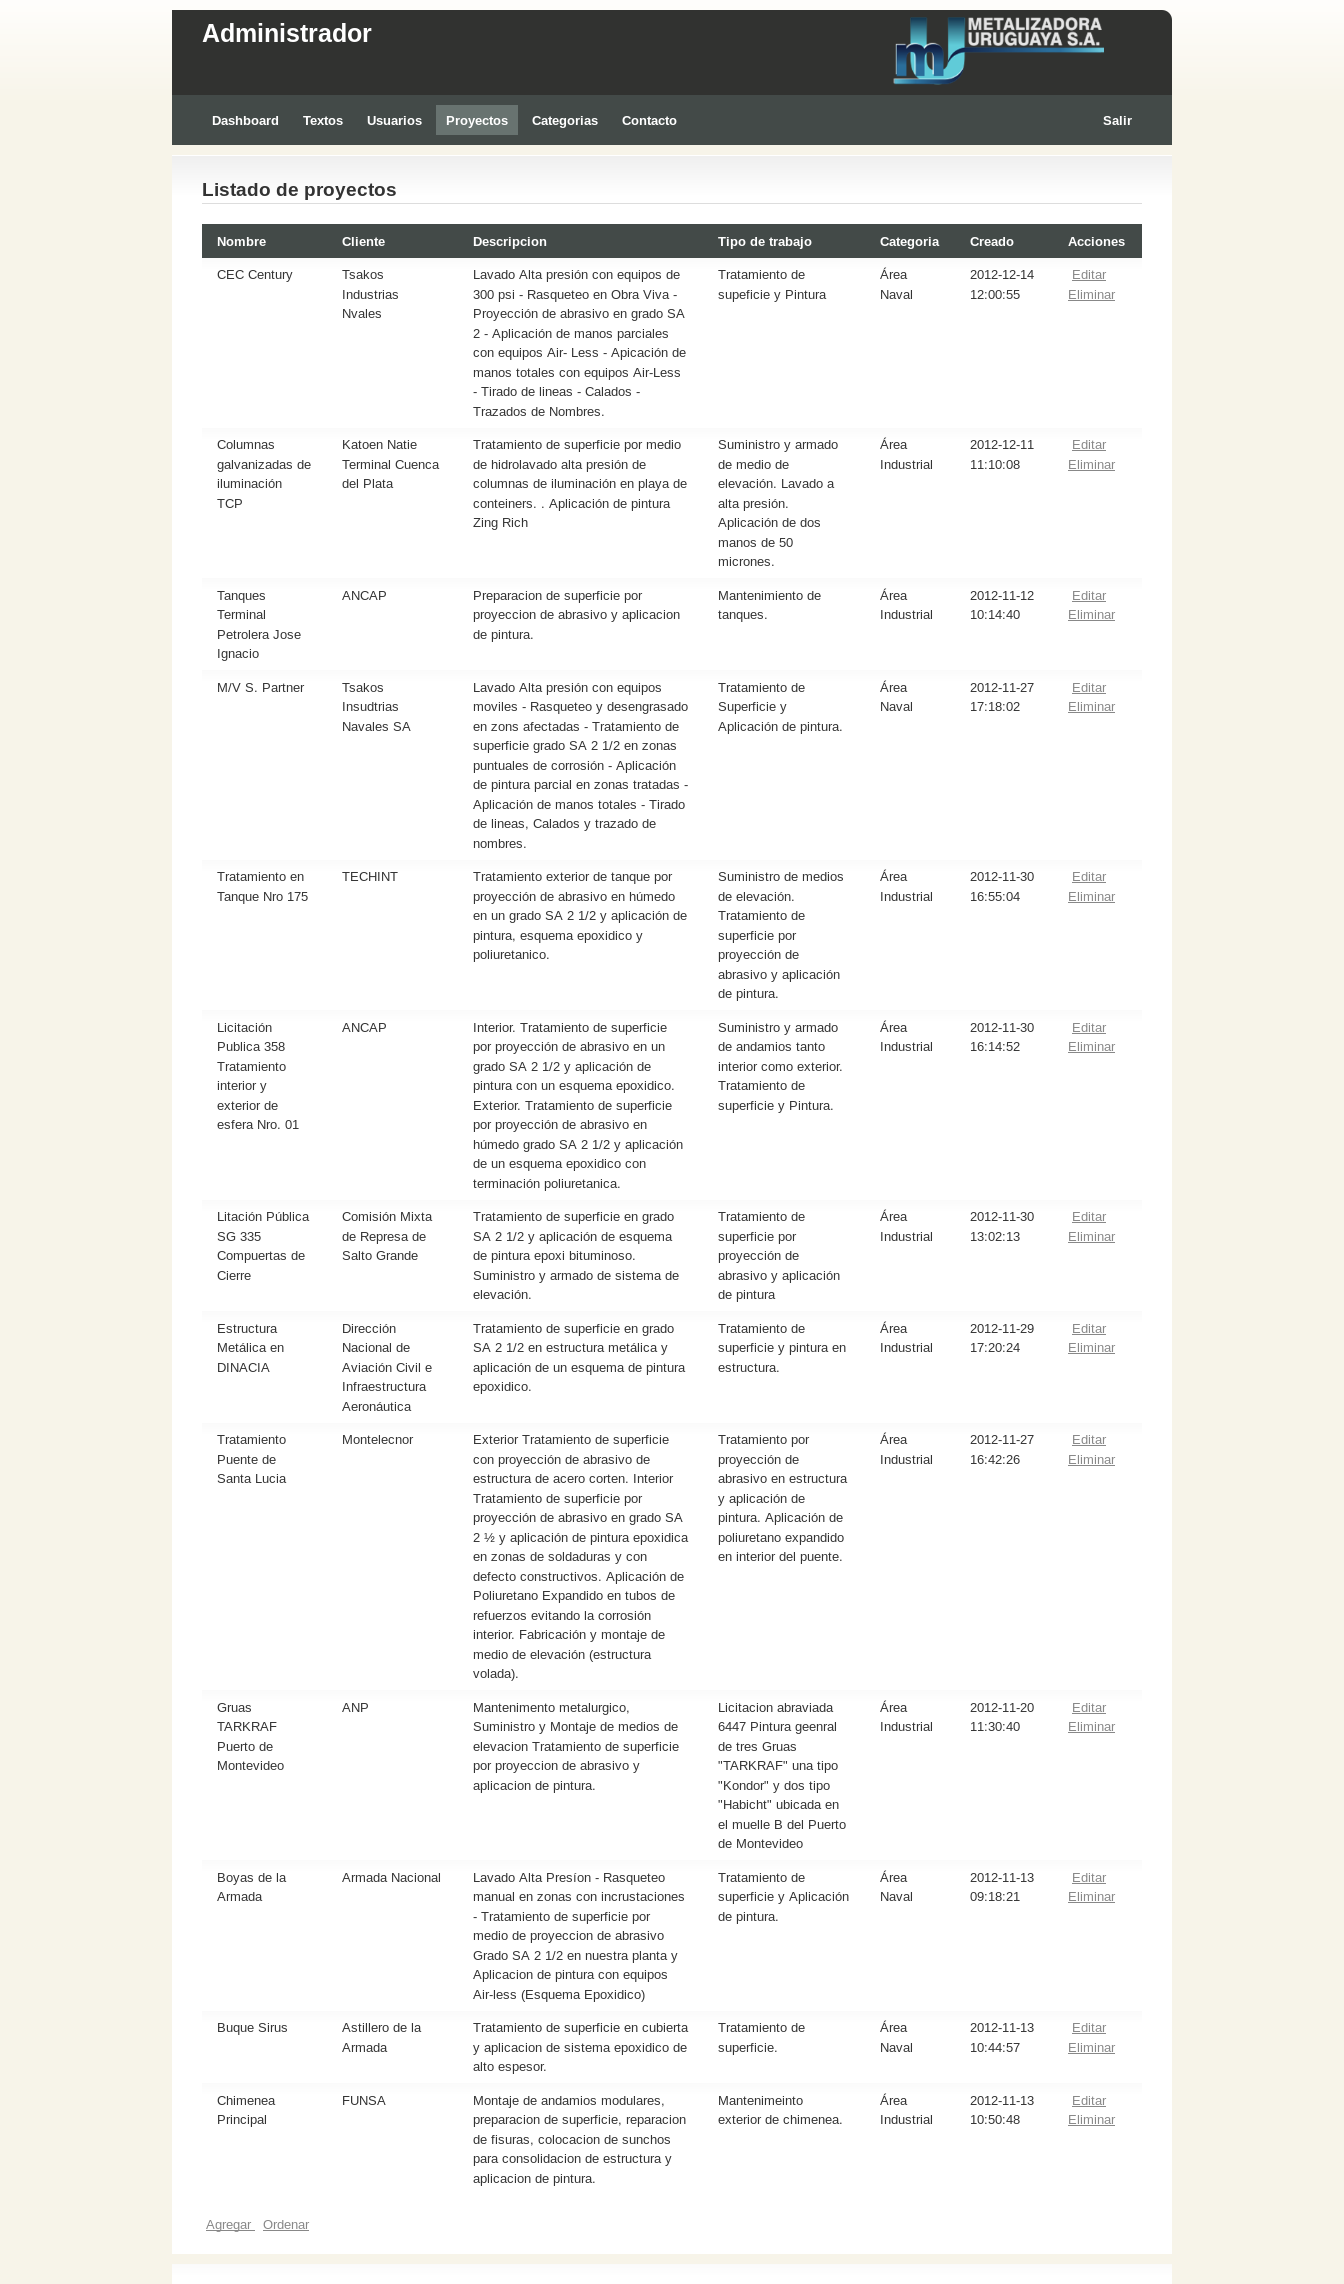 Administrador
METALIZADORA
URUGUAYA S.A.
Dashboard Textos Usuarios Proyectos Categorias Contacto Salir
Listado de proyectos
Nombre Cliente Descripcion Tipo de trabajo Categoria Creado Acciones
CEC Century Tsakos Lavado Alta presión con equipos de Tratamiento de Área 2012-12-14 Editar
Industrias 300 psi - Rasqueteo en Obra Viva - supeficie y Pintura Naval 12:00:55 Eliminar
Nvales Proyección de abrasivo en grado SA
2 - Aplicación de manos parciales
con equipos Air- Less - Apicación de
manos totales con equipos Air-Less
- Tirado de lineas - Calados -
Trazados de Nombres.
Columnas Katoen Natie Tratamiento de superficie por medio Suministro y armado Área 2012-12-11 Editar
galvanizadas de Terminal Cuenca de hidrolavado alta presión de de medio de Industrial 11:10:08 Eliminar
iluminación del Plata columnas de iluminación en playa de elevación. Lavado a
TCP conteiners. . Aplicación de pintura alta presión.
Zing Rich Aplicación de dos
manos de 50
micrones.
Tanques ANCAP Preparacion de superficie por Mantenimiento de Área 2012-11-12 Editar
Terminal proyeccion de abrasivo y aplicacion tanques. Industrial 10:14:40 Eliminar
Petrolera Jose de pintura.
Ignacio
M/V S. Partner Tsakos Lavado Alta presión con equipos Tratamiento de Área 2012-11-27 Editar
Insudtrias moviles - Rasqueteo y desengrasado Superficie y Naval 17:18:02 Eliminar
Navales SA en zons afectadas - Tratamiento de Aplicación de pintura.
superficie grado SA 2 1/2 en zonas
puntuales de corrosión - Aplicación
de pintura parcial en zonas tratadas -
Aplicación de manos totales - Tirado
de lineas, Calados y trazado de
nombres.
Tratamiento en TECHINT Tratamiento exterior de tanque por Suministro de medios Área 2012-11-30 Editar
Tanque Nro 175 proyección de abrasivo en húmedo de elevación. Industrial 16:55:04 Eliminar
en un grado SA 2 1/2 y aplicación de Tratamiento de
pintura, esquema epoxidico y superficie por
poliuretanico. proyección de
abrasivo y aplicación
de pintura.
Licitación ANCAP Interior. Tratamiento de superficie Suministro y armado Área 2012-11-30 Editar
Publica 358 por proyección de abrasivo en un de andamios tanto Industrial 16:14:52 Eliminar
Tratamiento grado SA 2 1/2 y aplicación de interior como exterior.
interior y pintura con un esquema epoxidico. Tratamiento de
exterior de Exterior. Tratamiento de superficie superficie y Pintura.
esfera Nro. 01 por proyección de abrasivo en
húmedo grado SA 2 1/2 y aplicación
de un esquema epoxidico con
terminación poliuretanica.
Litación Pública Comisión Mixta Tratamiento de superficie en grado Tratamiento de Área 2012-11-30 Editar
SG 335 de Represa de SA 2 1/2 y aplicación de esquema superficie por Industrial 13:02:13 Eliminar
Compuertas de Salto Grande de pintura epoxi bituminoso. proyección de
Cierre Suministro y armado de sistema de abrasivo y aplicación
elevación. de pintura
Estructura Dirección Tratamiento de superficie en grado Tratamiento de Área 2012-11-29 Editar
Metálica en Nacional de SA 2 1/2 en estructura metálica y superficie y pintura en Industrial 17:20:24 Eliminar
DINACIA Aviación Civil e aplicación de un esquema de pintura estructura.
Infraestructura epoxidico.
Aeronáutica
Tratamiento Montelecnor Exterior Tratamiento de superficie Tratamiento por Área 2012-11-27 Editar
Puente de con proyección de abrasivo de proyección de Industrial 16:42:26 Eliminar
Santa Lucia estructura de acero corten. Interior abrasivo en estructura
Tratamiento de superficie por y aplicación de
proyección de abrasivo en grado SA pintura. Aplicación de
2 ½ y aplicación de pintura epoxidica poliuretano expandido
en zonas de soldaduras y con en interior del puente.
defecto constructivos. Aplicación de
Poliuretano Expandido en tubos de
refuerzos evitando la corrosión
interior. Fabricación y montaje de
medio de elevación (estructura
volada).
Gruas ANP Mantenimento metalurgico, Licitacion abraviada Área 2012-11-20 Editar
TARKRAF Suministro y Montaje de medios de 6447 Pintura geenral Industrial 11:30:40 Eliminar
Puerto de elevacion Tratamiento de superficie de tres Gruas
Montevideo por proyeccion de abrasivo y "TARKRAF" una tipo
aplicacion de pintura. "Kondor" y dos tipo
"Habicht" ubicada en
el muelle B del Puerto
de Montevideo
Boyas de la Armada Nacional Lavado Alta Presíon - Rasqueteo Tratamiento de Área 2012-11-13 Editar
Armada manual en zonas con incrustaciones superficie y Aplicación Naval 09:18:21 Eliminar
- Tratamiento de superficie por de pintura.
medio de proyeccion de abrasivo
Grado SA 2 1/2 en nuestra planta y
Aplicacion de pintura con equipos
Air-less (Esquema Epoxidico)
Buque Sirus Astillero de la Tratamiento de superficie en cubierta Tratamiento de Área 2012-11-13 Editar
Armada y aplicacion de sistema epoxidico de superficie. Naval 10:44:57 Eliminar
alto espesor.
Chimenea FUNSA Montaje de andamios modulares, Mantenimeinto Área 2012-11-13 Editar
Principal preparacion de superficie, reparacion exterior de chimenea. Industrial 10:50:48 Eliminar
de fisuras, colocacion de sunchos
para consolidacion de estructura y
aplicacion de pintura.
Agregar Ordenar